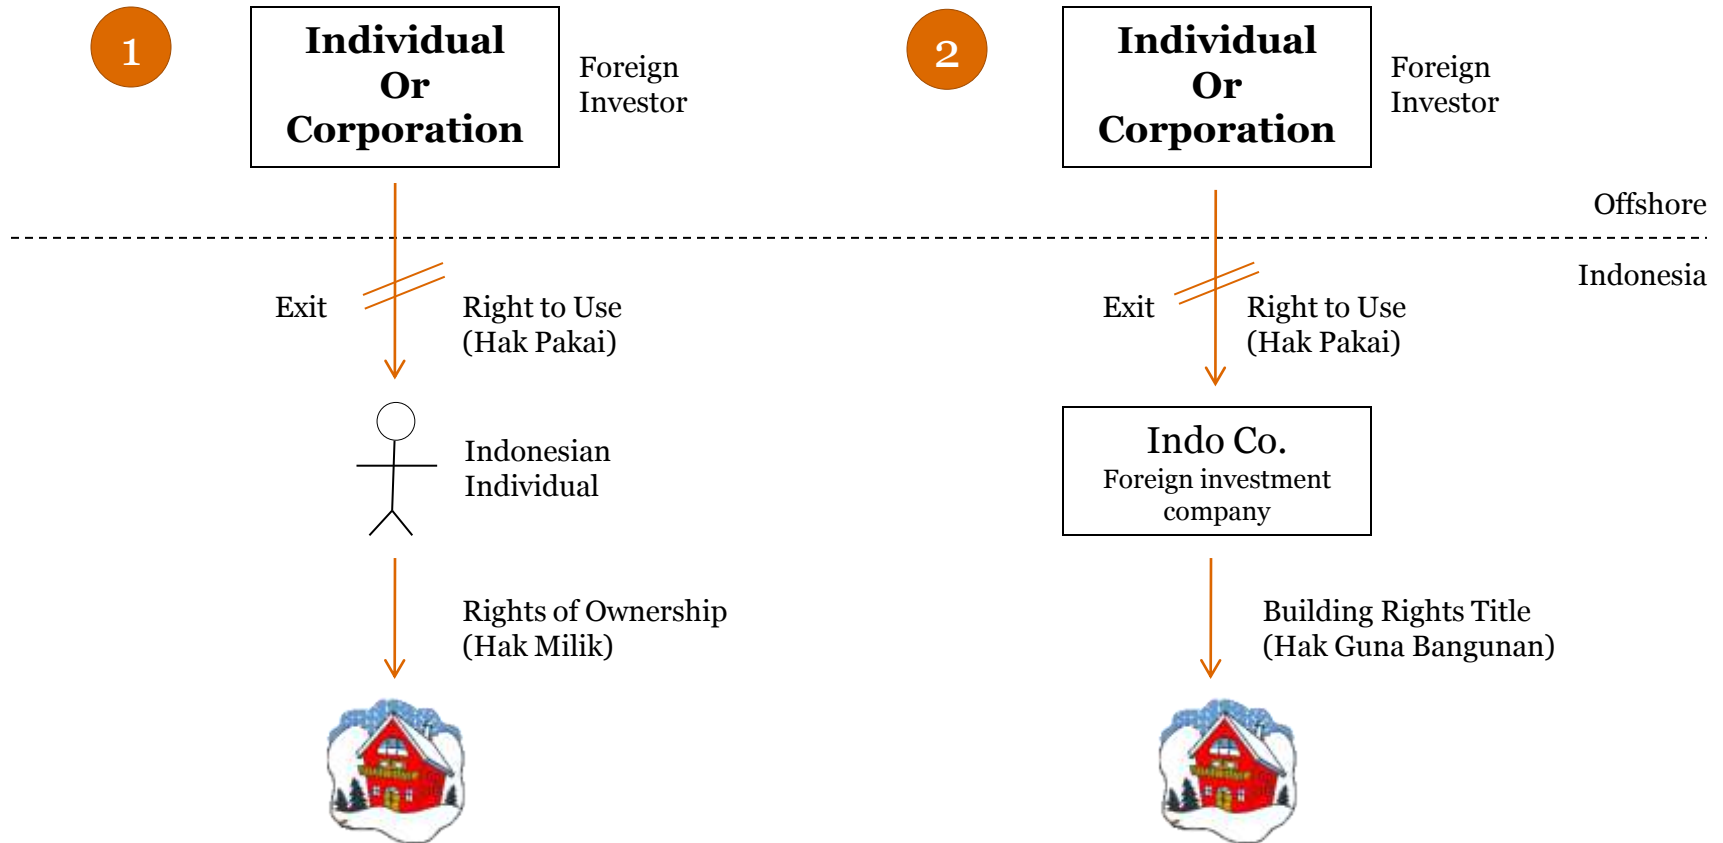 1
Individual
Or
Corporation
Foreign
Investor
2
Individual
Or
Corporation
Foreign
Investor
Offshore
Indonesia
Exit
Right to Use
(Hak Pakai)
Exit
Right to Use
(Hak Pakai)
Indonesian
Individual
Indo Co.
Foreign investment
company
Rights of Ownership
(Hak Milik)
Building Rights Title
(Hak Guna Bangunan)